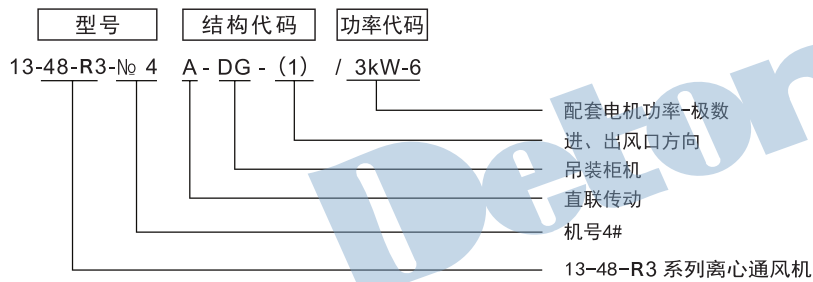 型号 结构代码 功率代码
13-48-R3-№ 4 A - DG - (1) / 3kW-6
配套电机功率-极数
进、出风口方向
吊装柜机
直联传动
机号4#
13-48-R3 系列离心通风机
Detor